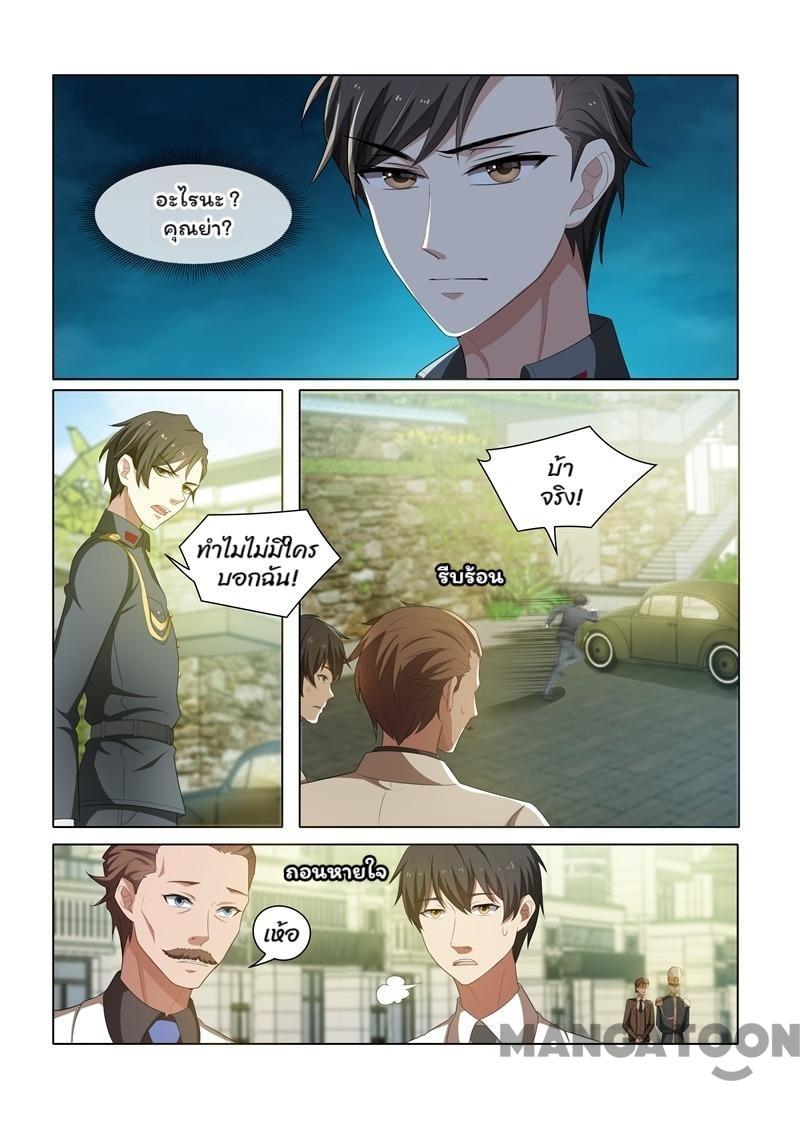 อะไรนะ ?
คุณย่า?
ทำไมไม่มีใคร
บอกฉัน!
บ้า
จริง!
รีบร้อน
ถอนหายใจ
เห้อ
MANGATOON